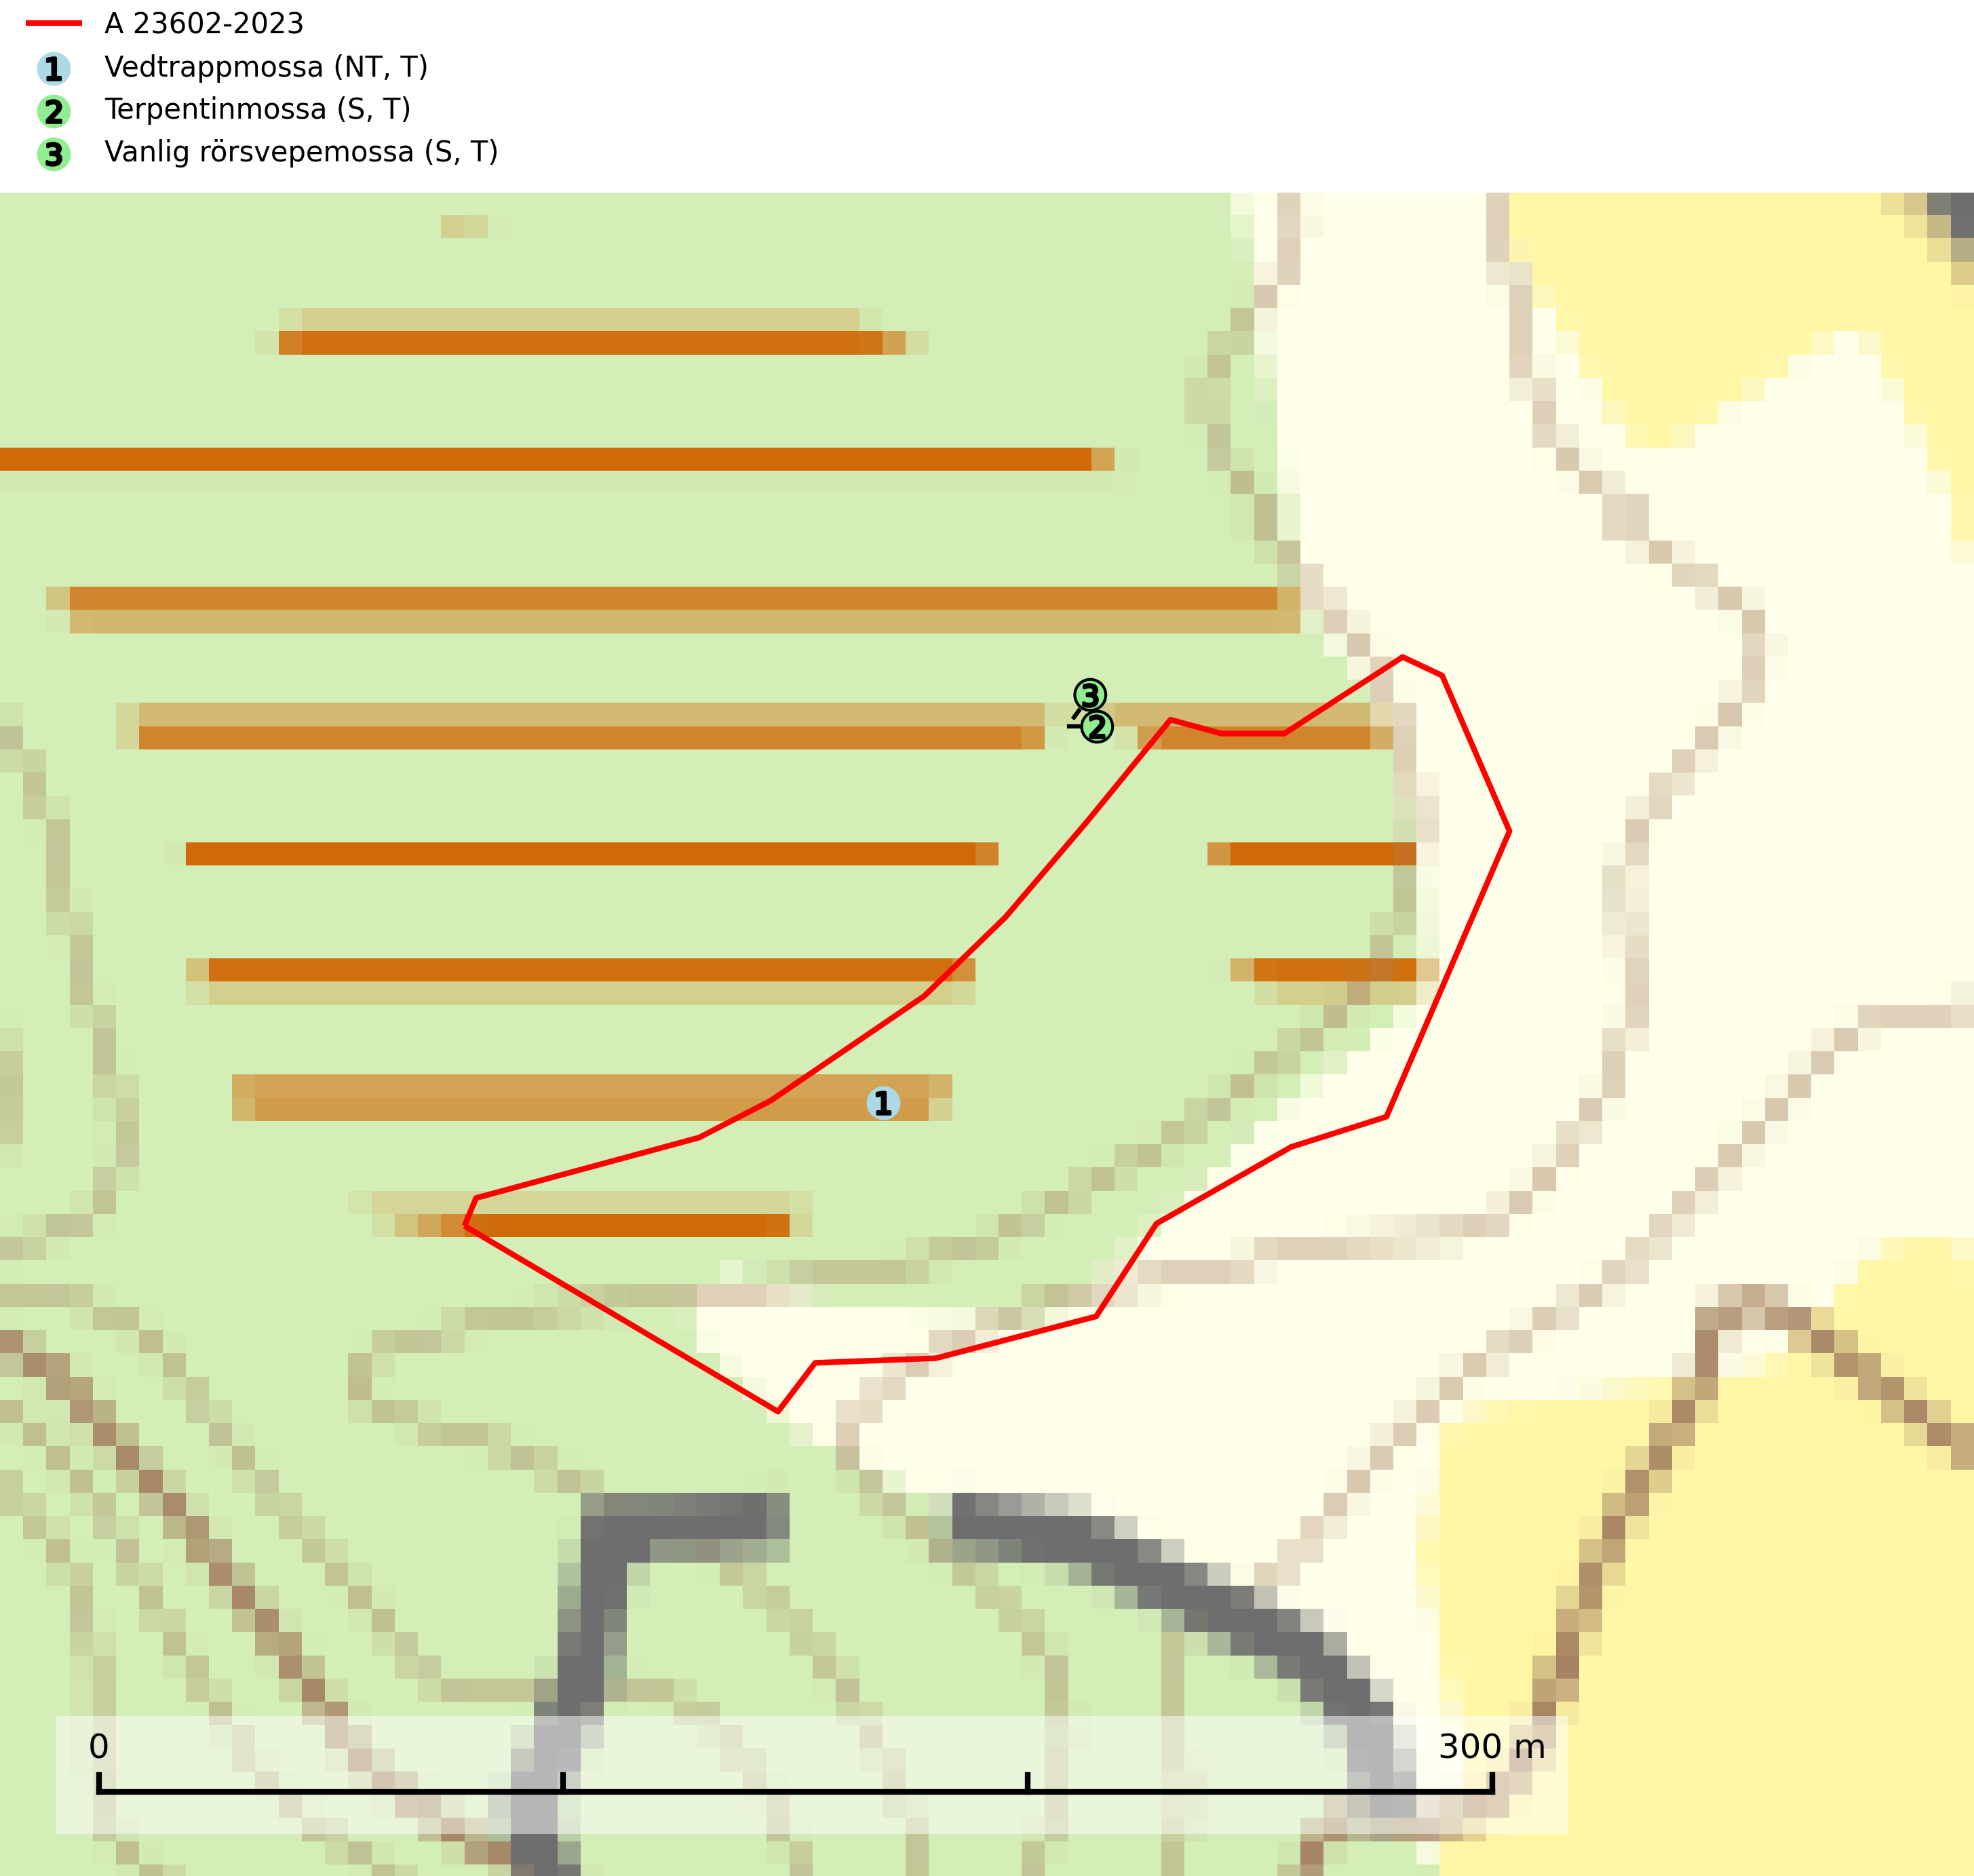 A 23602-2023
1 Vedtrappmossa (NT, T)
2 Terpentinmossa (S, T)
3 Vanlig rörsvepemossa (S, T)
3
2
1
0 300 m